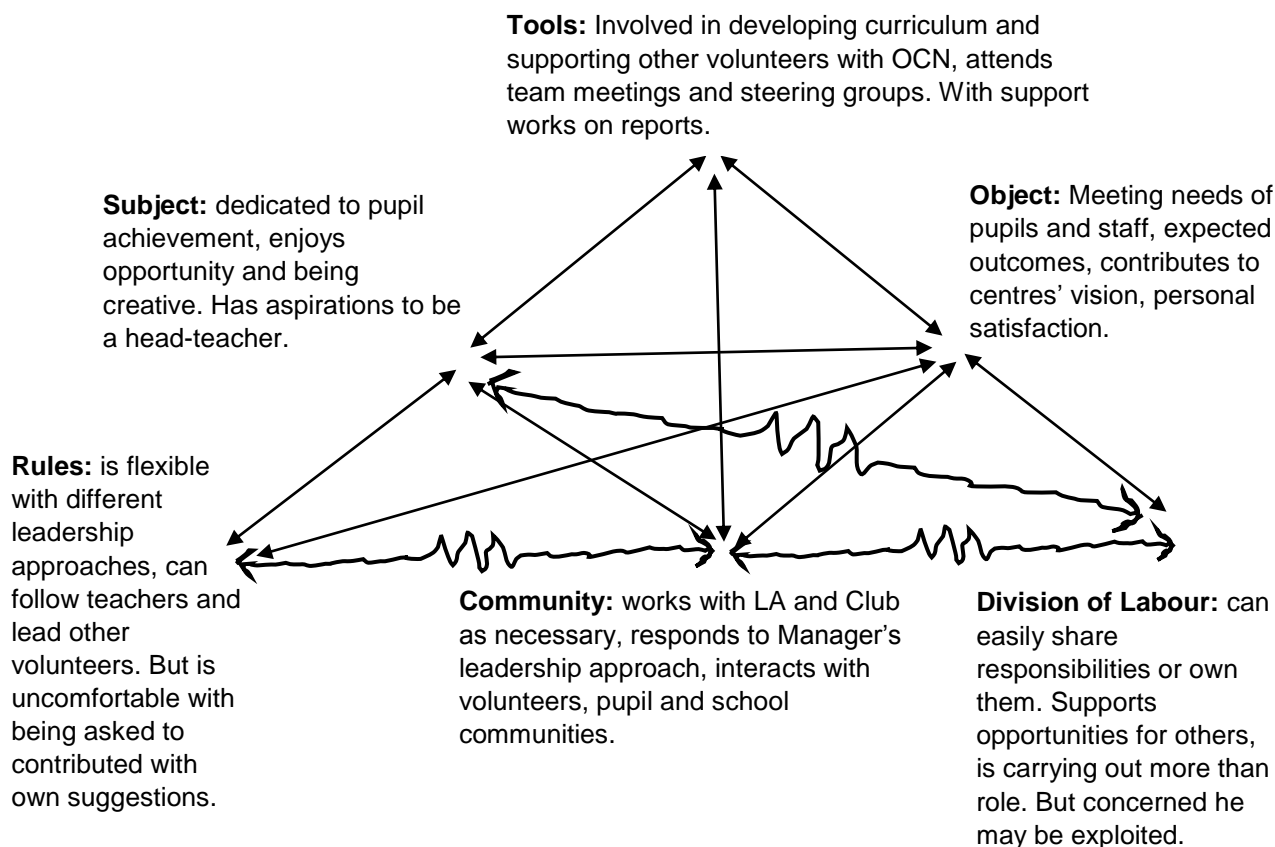 Tools: Involved in developing curriculum and
supporting other volunteers with OCN, attends
team meetings and steering groups. With support
works on reports.
Subject: dedicated to pupil
achievement, enjoys
opportunity and being
creative. Has aspirations to be
a head-teacher.
Object: Meeting needs of
pupils and staff, expected
outcomes, contributes to
centres’ vision, personal
satisfaction.
Rules: is flexible
with different
leadership
approaches, can
follow teachers and
lead other
volunteers. But is
uncomfortable with
being asked to
contributed with
own suggestions.
Community: works with LA and Club
as necessary, responds to Manager’s
leadership approach, interacts with
volunteers, pupil and school
communities.
Division of Labour: can
easily share
responsibilities or own
them. Supports
opportunities for others,
is carrying out more than
role. But concerned he
may be exploited.